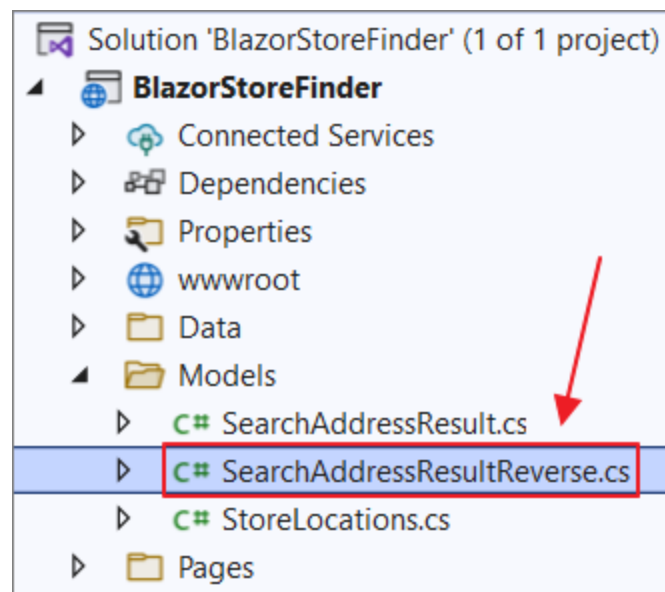 Solution 'BlazorStoreFinder' (1 of 1 project)
BlazorStoreFinder
Connected Services
Dependencies
Properties
wwwroot
Data
Models
C# SearchAddressResult.cs
C# SearchAddressResultReverse.cs
C# StoreLocations.cs
Pages